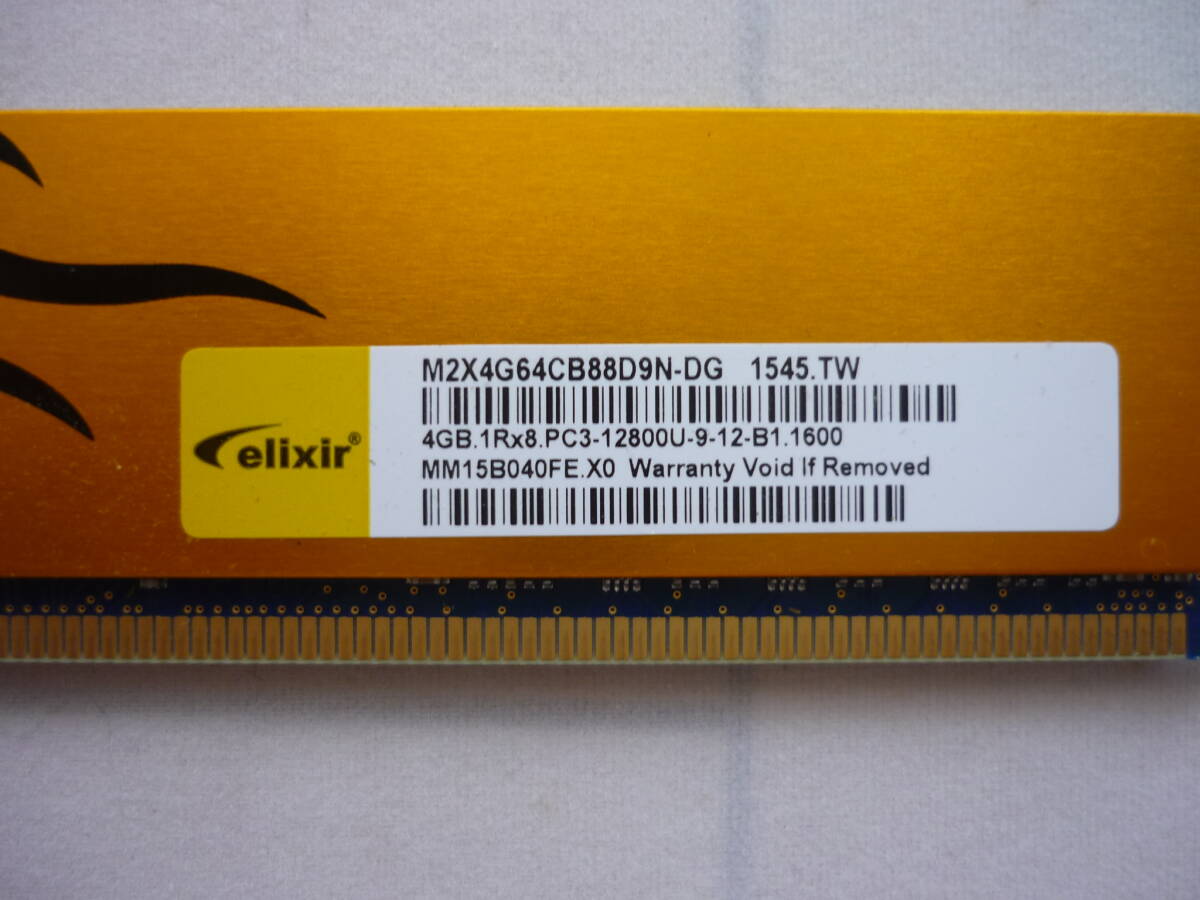 elixir®
M2X4G64CB88D9N-DG 1545.TW
4GB.1Rx8.PC3-12800U-9-12-B1.1600
MM15B040FE.X0 Warranty Void If Removed